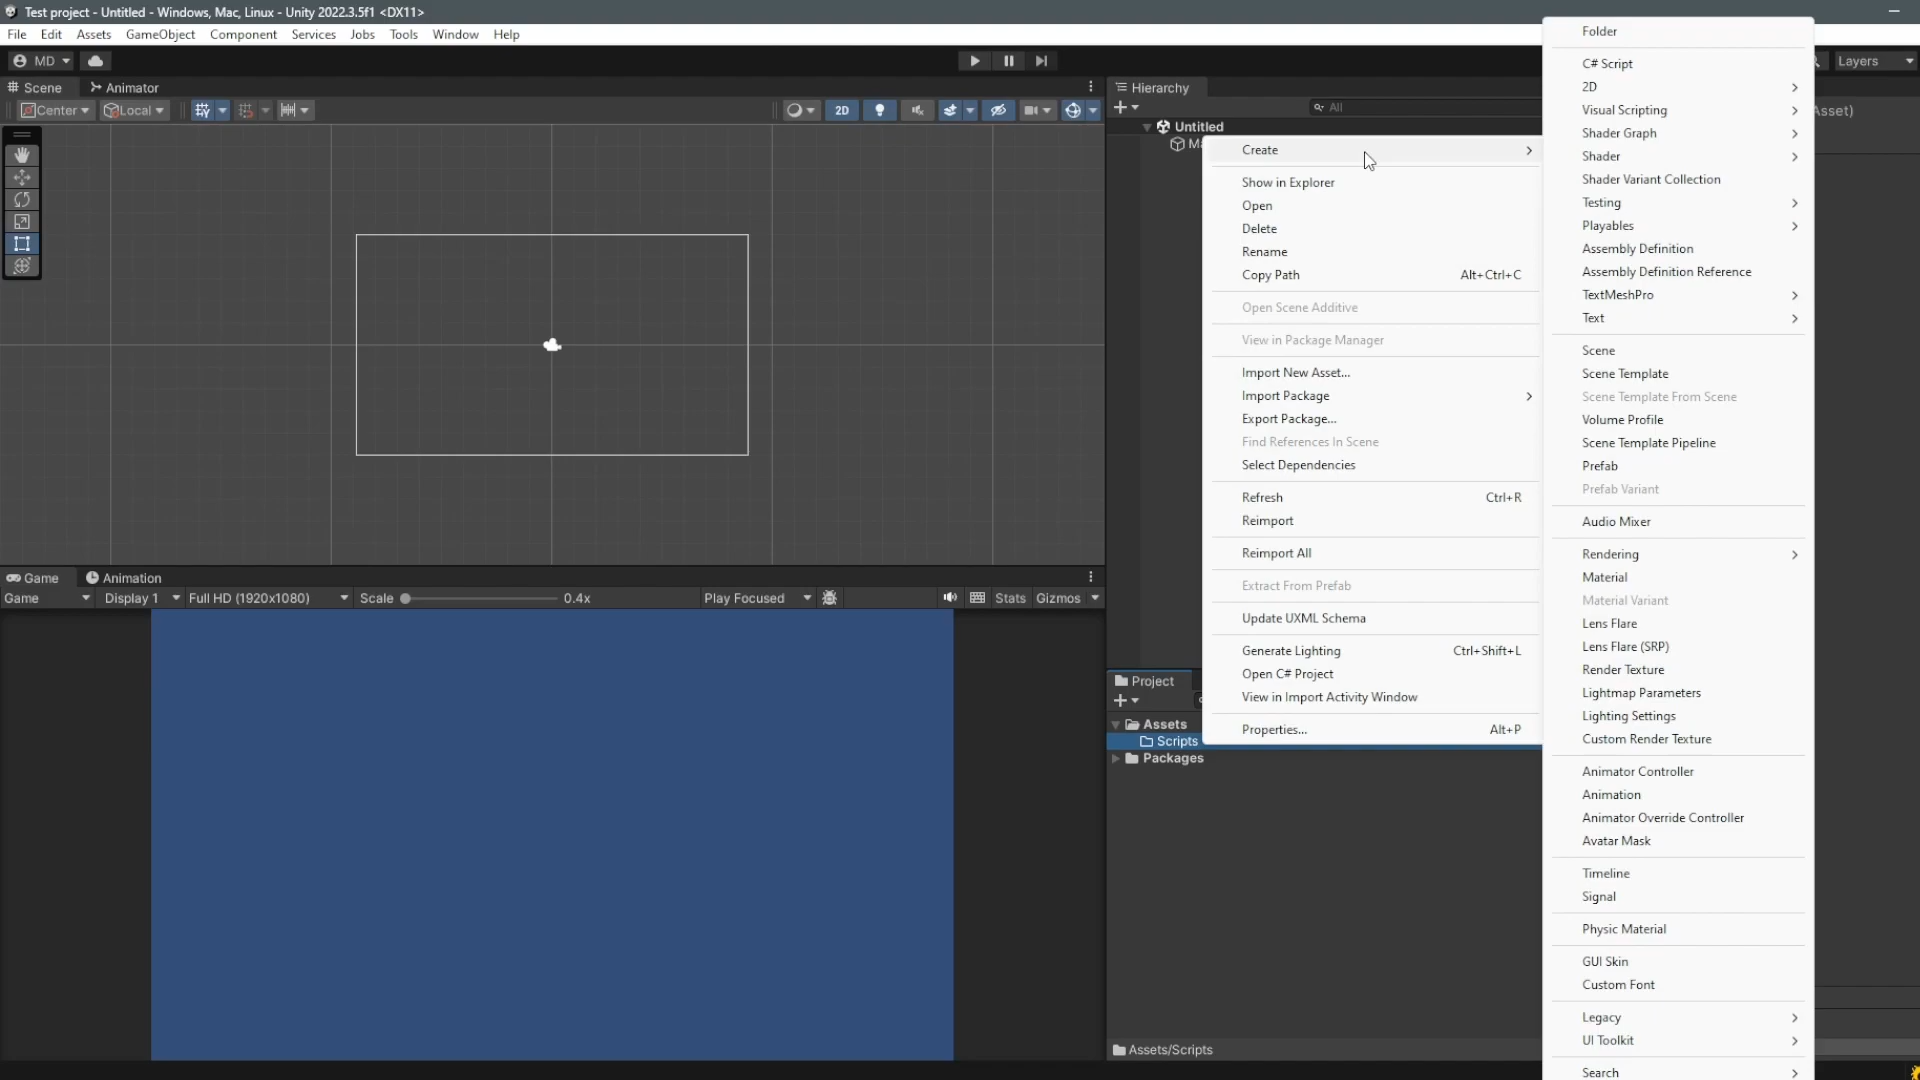 Test project - Untitled - Windows, Mac, Linux - Unity 2022.3.5f1 <DX11>
File Edit Assets GameObject Component Services Jobs Tools Window Help
MD
Layers
Scene Animator
Center Local
2D
Hierarchy
All
Untitled
Asset)
Create
Show in Explorer
Open
Delete
Rename
Copy Path Alt+Ctrl+C
Open Scene Additive
View in Package Manager
Import New Asset...
Import Package
Export Package...
Find References In Scene
Select Dependencies
Refresh Ctrl+R
Reimport
Reimport All
Extract From Prefab
Update UXML Schema
Generate Lighting Ctrl+Shift+L
Open C# Project
View in Import Activity Window
Properties... Alt+P
Folder
C# Script
2D
Visual Scripting
Shader Graph
Shader
Shader Variant Collection
Testing
Playables
Assembly Definition
Assembly Definition Reference
TextMeshPro
Text
Scene
Scene Template
Scene Template From Scene
Volume Profile
Scene Template Pipeline
Prefab
Prefab Variant
Audio Mixer
Rendering
Material
Material Variant
Lens Flare
Lens Flare (SRP)
Render Texture
Lightmap Parameters
Lighting Settings
Custom Render Texture
Animator Controller
Animation
Animator Override Controller
Avatar Mask
Timeline
Signal
Physic Material
GUI Skin
Custom Font
Legacy
UI Toolkit
Search
Game Animation
Game Display 1 Full HD (1920x1080) Scale 0.4x Play Focused Stats Gizmos
Project
Assets
Scripts
Packages
Assets/Scripts